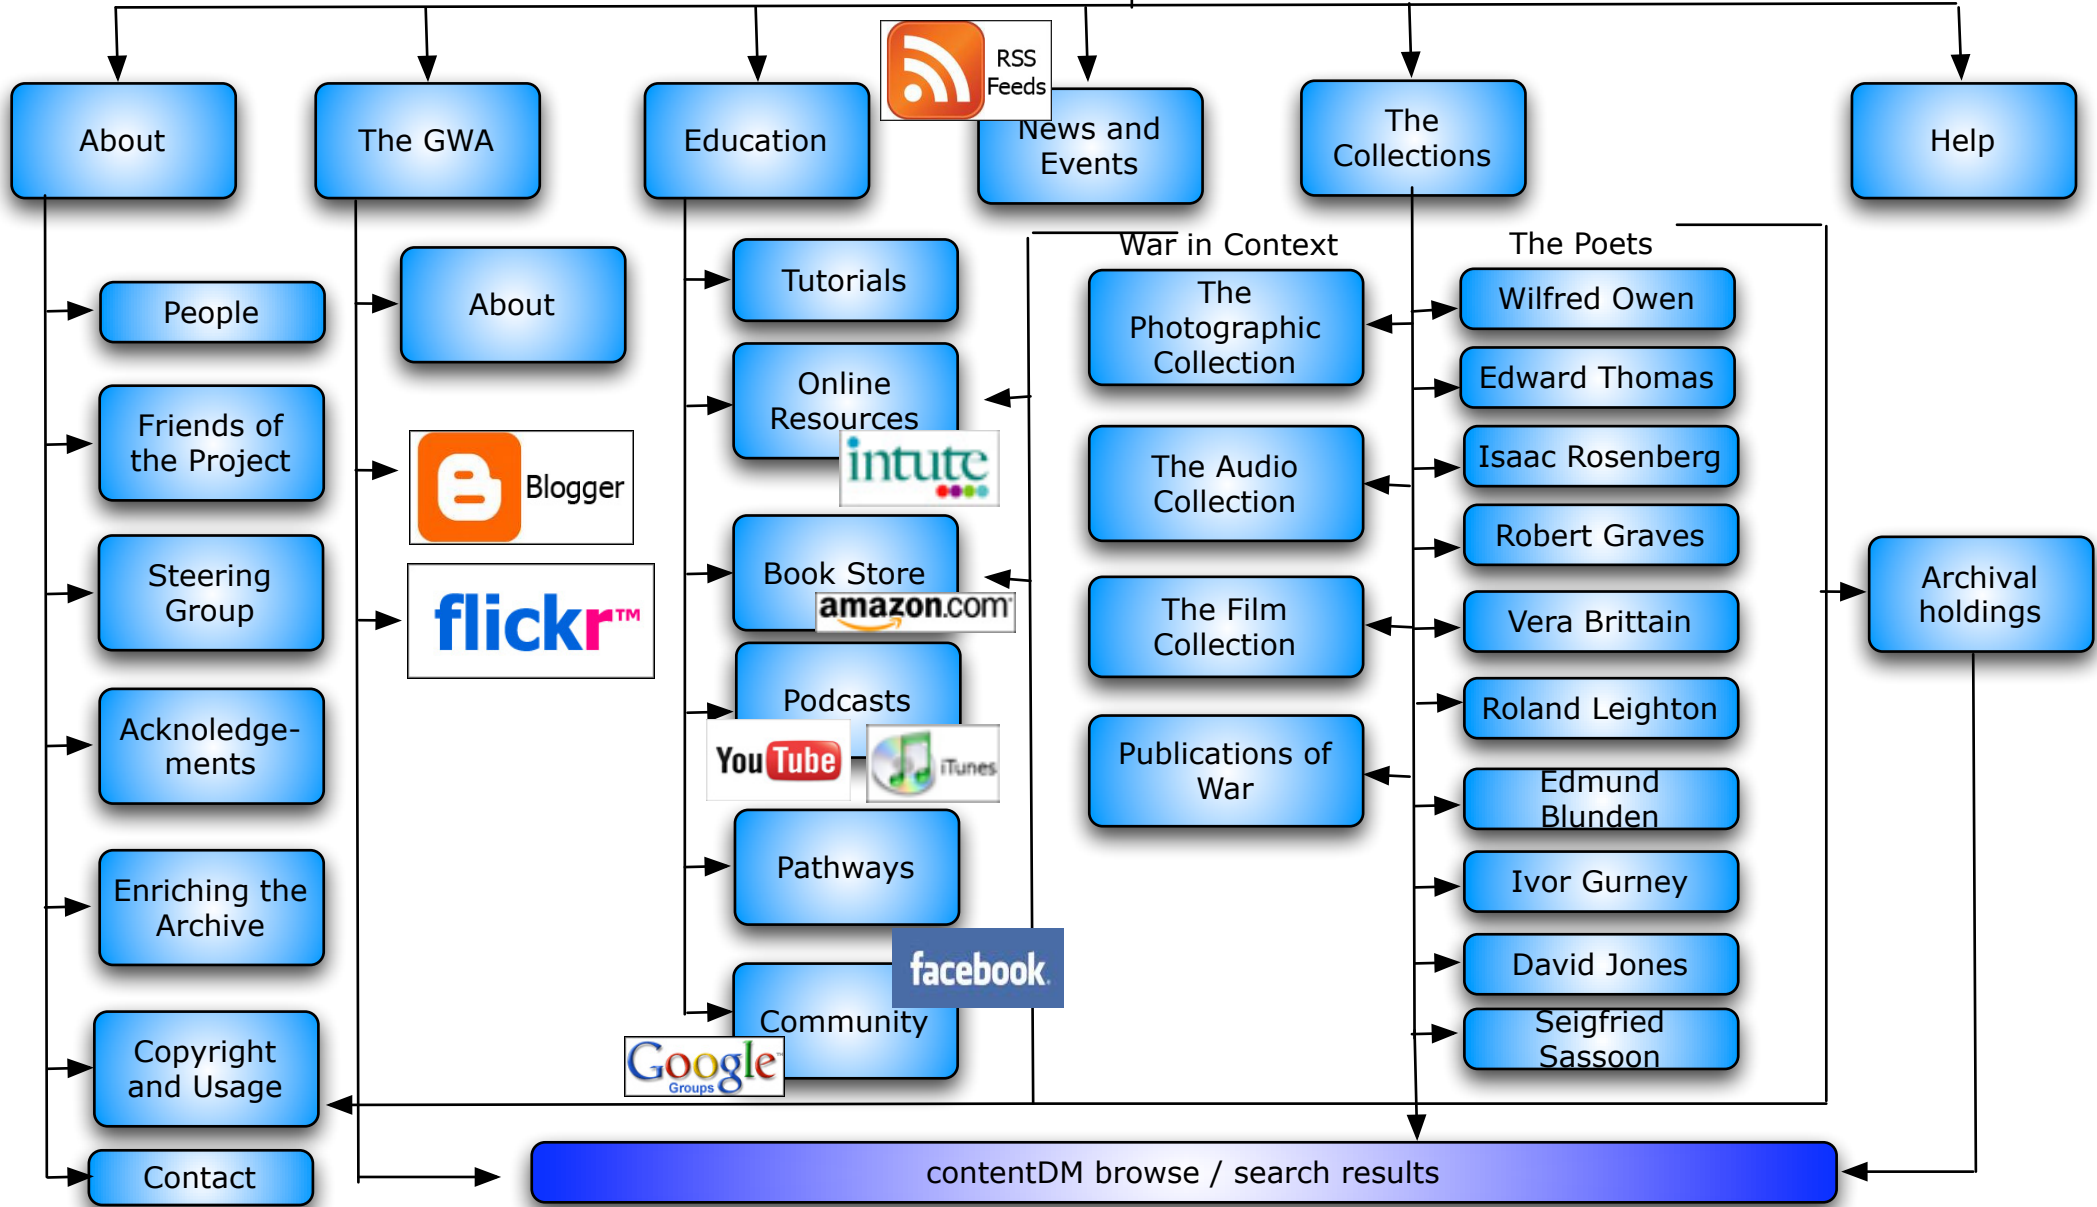 RSS
Feeds
About
The GWA
Education
News and
Events
The
Collections
Help
People
Friends of
the Project
Steering
Group
Acknoledge-
ments
Enriching the
Archive
Copyright
and Usage
Contact
About
Blogger
flickr™
Tutorials
Online
Resources
intute
Book Store
amazon.com
Podcasts
YouTube
iTunes
Pathways
facebook.
Community
Google™
Groups
War in Context
The
Photographic
Collection
The Audio
Collection
The Film
Collection
Publications of
War
The Poets
Wilfred Owen
Edward Thomas
Isaac Rosenberg
Robert Graves
Vera Brittain
Roland Leighton
Edmund
Blunden
Ivor Gurney
David Jones
Seigfried
Sassoon
Archival
holdings
contentDM browse / search results